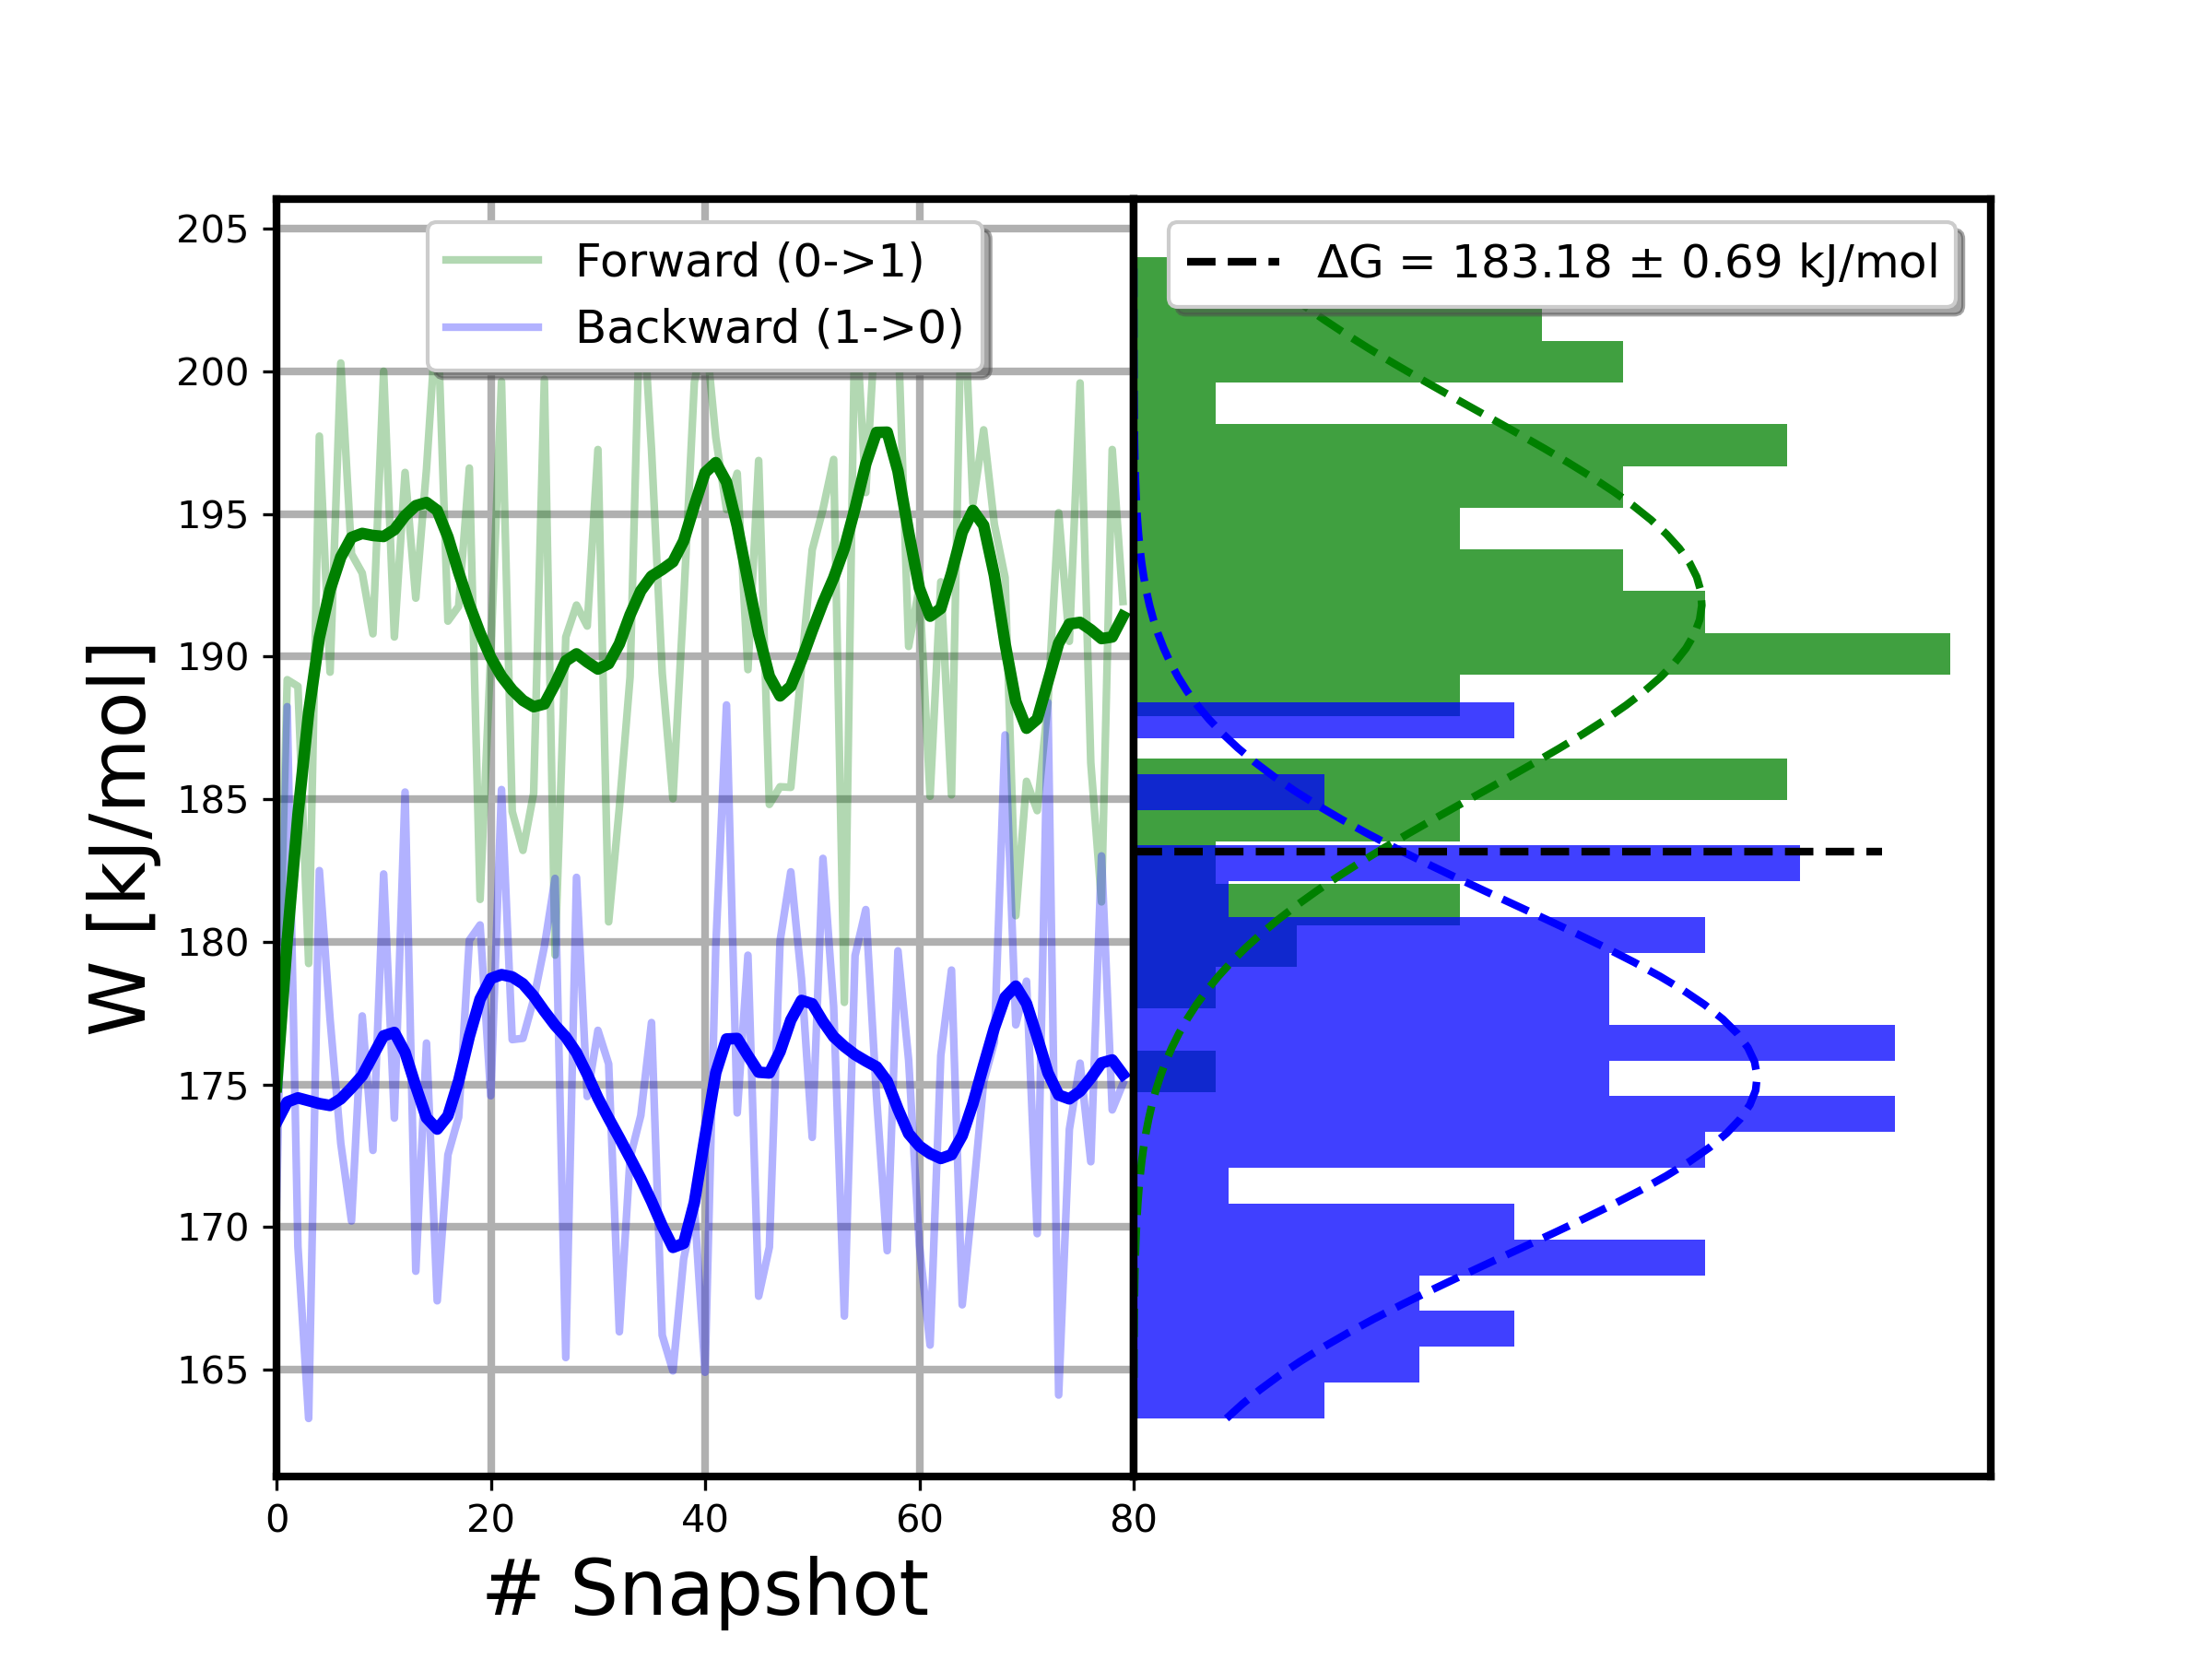 205
200
195
190
185
180
175
170
165
W [kJ/mol]
Forward (0->1)
Backward (1->0)
ΔG = 183.18 ± 0.69 kJ/mol
0 20 40 60 80
# Snapshot